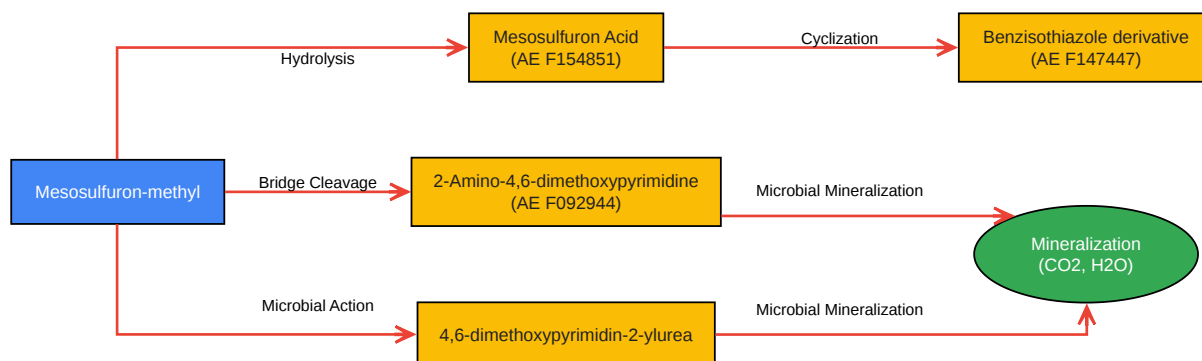 Mesosulfuron Acid
(AE F154851)
Cyclization
Benzisothiazole derivative
(AE F147447)
Hydrolysis
Mesosulfuron-methyl
Bridge Cleavage
2-Amino-4,6-dimethoxypyrimidine
(AE F092944)
Microbial Mineralization
Mineralization
(CO2, H2O)
Microbial Action
4,6-dimethoxypyrimidin-2-ylurea
Microbial Mineralization